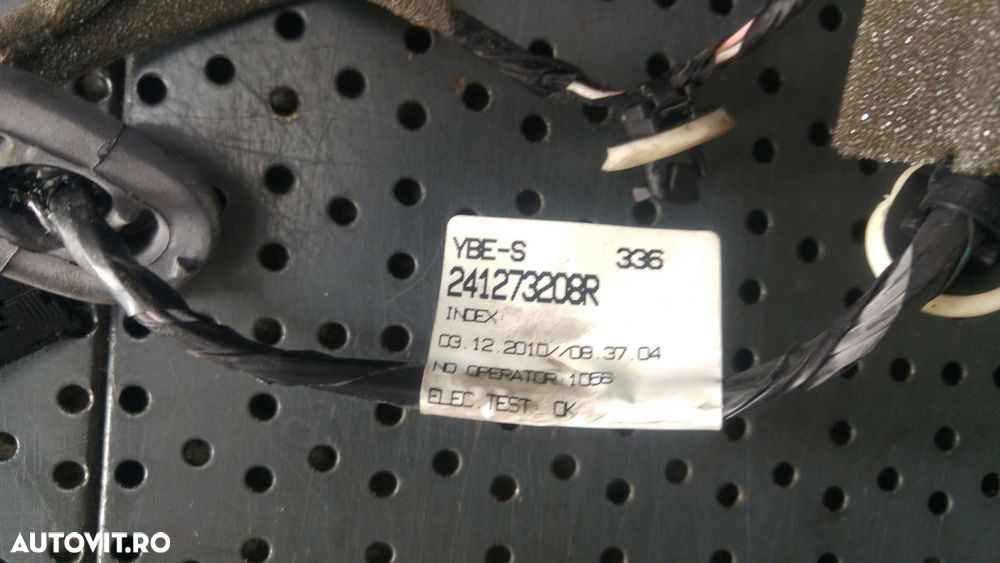 YBE-S 336
241273208R
INDEX:
03.12.2010//08.37.04
NO OPERATOR:1066
ELEC TEST: OK
AUTOVIT.RO